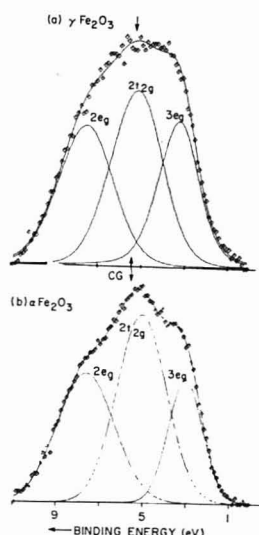 (a) γ Fe2O3
2t2g
2eg
3eg
CG
(b) α Fe2O3
2t2g
2eg
3eg
9 5 1
BINDING ENERGY (eV)